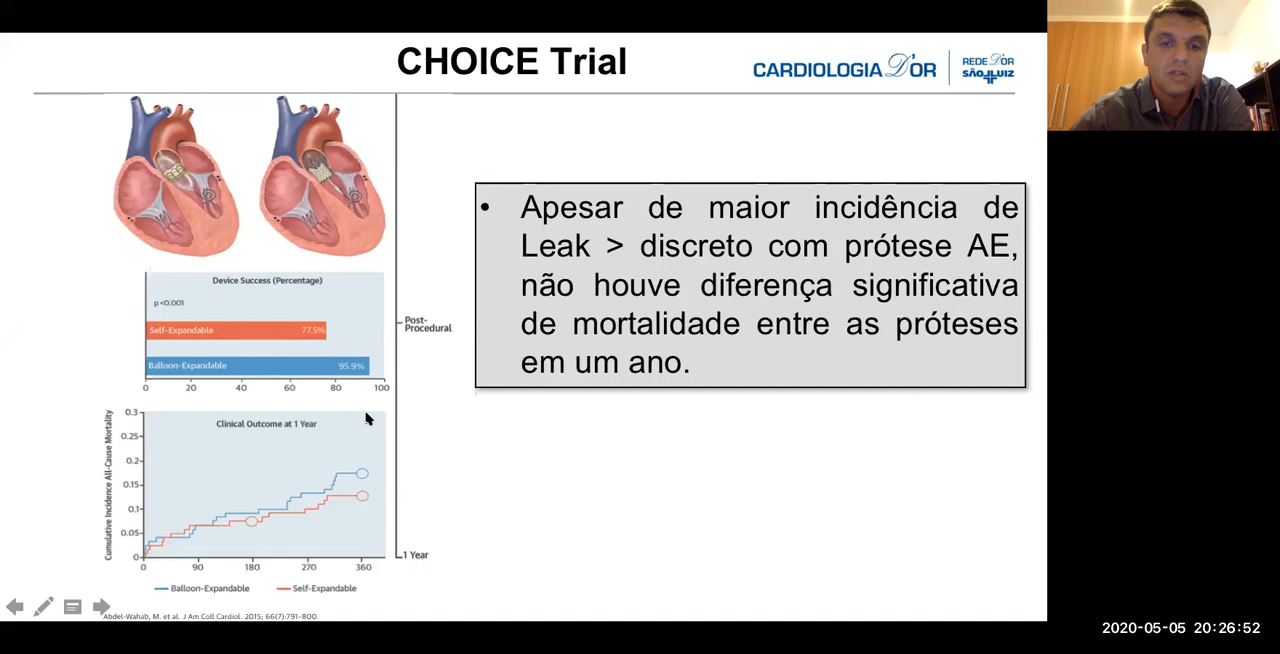 CHOICE Trial
CARDIOLOGIA D'OR
REDE D'OR
SÃO LUIZ
Device Success (Percentage)
p <0.001
Self-Expandable 77.5%
Balloon-Expandable 95.9%
0 20 40 60 80 100
Post-
Procedural
• Apesar de maior incidência de
Leak > discreto com prótese AE,
não houve diferença significativa
de mortalidade entre as próteses
em um ano.
Clinical Outcome at 1 Year
Cumulative Incidence All-Cause Mortality
0.3
0.25
0.2
0.15
0.1
0.05
0
0 90 180 270 360
1 Year
Balloon-Expandable Self-Expandable
Abdel-Wahab, M. et al. J Am Coll Cardiol. 2015; 66(7):791-800.
2020-05-05 20:26:52